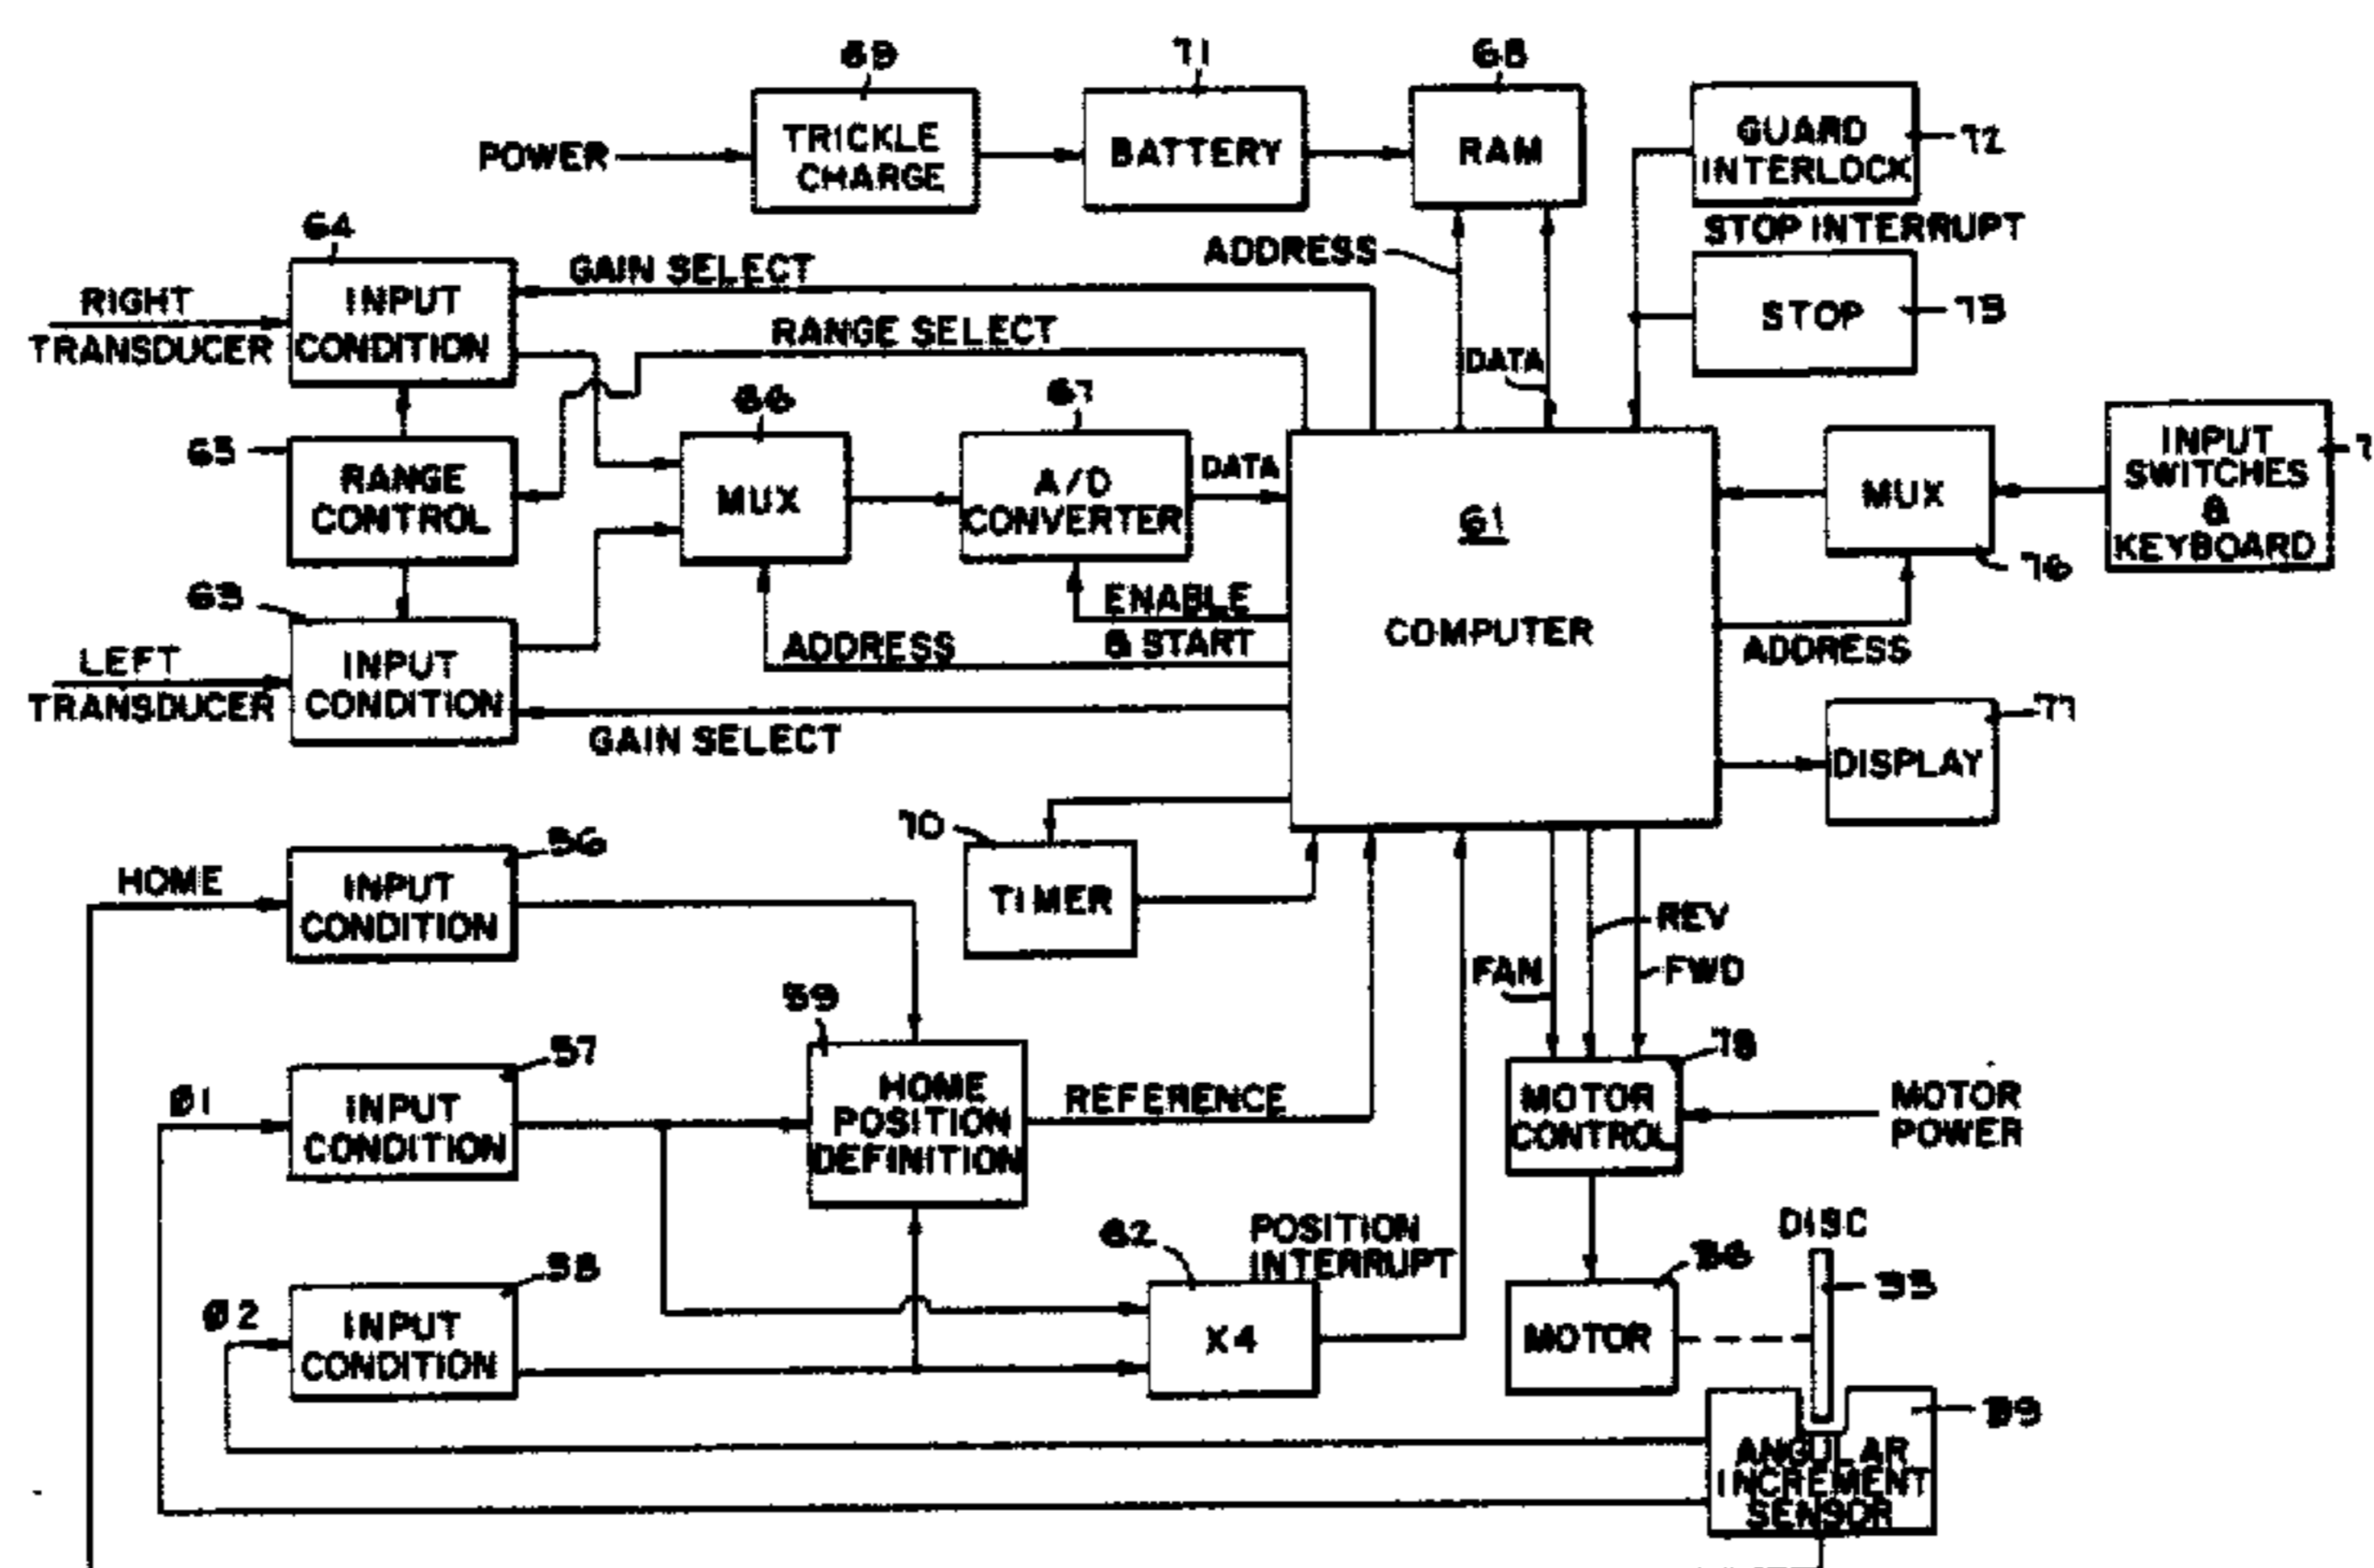 69
71
68
POWER
TRICKLE
CHARGE
BATTERY
RAM
GUARD
INTERLOCK
72
STOP INTERRUPT
64
ADDRESS
GAIN SELECT
RIGHT
TRANSDUCER
INPUT
CONDITION
RANGE SELECT
STOP
73
DATA
66
67
65
RANGE
CONTROL
MUX
A/D
CONVERTER
DATA
61
COMPUTER
MUX
76
INPUT
SWITCHES
&
KEYBOARD
7
63
ENABLE
& START
ADDRESS
ADDRESS
LEFT
TRANSDUCER
INPUT
CONDITION
GAIN SELECT
77
DISPLAY
70
TIMER
56
HOME
INPUT
CONDITION
REV
FAN
FWD
59
57
Ø1
INPUT
CONDITION
HOME
POSITION
DEFINITION
REFERENCE
78
MOTOR
CONTROL
MOTOR
POWER
58
Ø2
INPUT
CONDITION
62
POSITION
INTERRUPT
X4
MOTOR
DISC
ANGULAR
INCREMENT
SENSOR